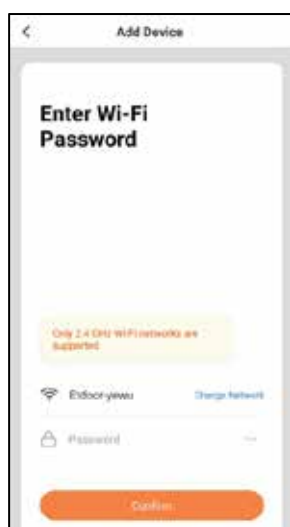 Add Device
Enter Wi-Fi
Password
Only 2.4 GHz Wi-Fi networks are
supported
Change Network
Password
Confirm